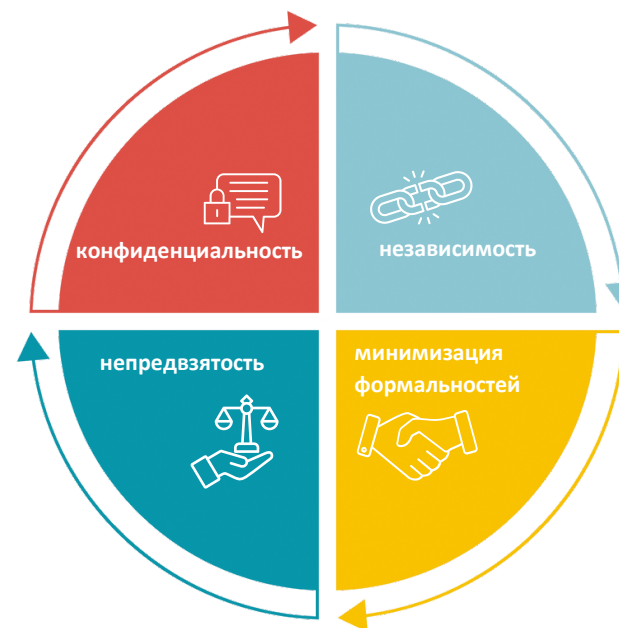 конфиденциальность
независимость
непредвзятость
минимизация
формальностей